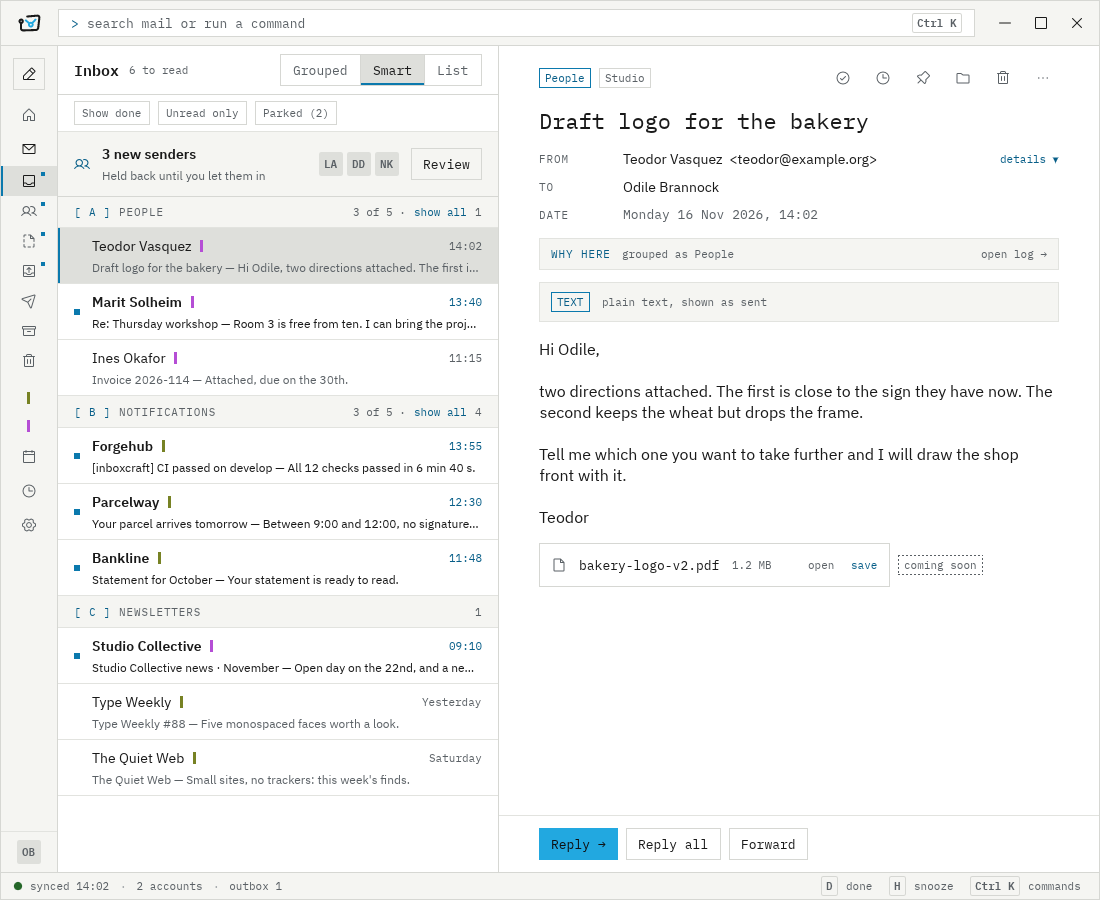 > search mail or run a command Ctrl K
Inbox 6 to read Grouped Smart List
Show done Unread only Parked (2)
3 new senders
Held back until you let them in
LA DD NK Review
[ A ] PEOPLE 3 of 5 · show all 1
Teodor Vasquez 14:02
Draft logo for the bakery — Hi Odile, two directions attached. The first i…
Marit Solheim 13:40
Re: Thursday workshop — Room 3 is free from ten. I can bring the proj…
Ines Okafor 11:15
Invoice 2026-114 — Attached, due on the 30th.
[ B ] NOTIFICATIONS 3 of 5 · show all 4
Forgehub 13:55
[inboxcraft] CI passed on develop — All 12 checks passed in 6 min 40 s.
Parcelway 12:30
Your parcel arrives tomorrow — Between 9:00 and 12:00, no signature…
Bankline 11:48
Statement for October — Your statement is ready to read.
[ C ] NEWSLETTERS 1
Studio Collective 09:10
Studio Collective news · November — Open day on the 22nd, and a ne…
Type Weekly Yesterday
Type Weekly #88 — Five monospaced faces worth a look.
The Quiet Web Saturday
The Quiet Web — Small sites, no trackers: this week's finds.
People Studio
Draft logo for the bakery
FROM Teodor Vasquez <teodor@example.org> details ▾
TO Odile Brannock
DATE Monday 16 Nov 2026, 14:02
WHY HERE grouped as People open log →
TEXT plain text, shown as sent
Hi Odile,
two directions attached. The first is close to the sign they have now. The
second keeps the wheat but drops the frame.
Tell me which one you want to take further and I will draw the shop
front with it.
Teodor
bakery-logo-v2.pdf 1.2 MB open save coming soon
Reply → Reply all Forward
OB
synced 14:02 · 2 accounts · outbox 1 D done H snooze Ctrl K commands